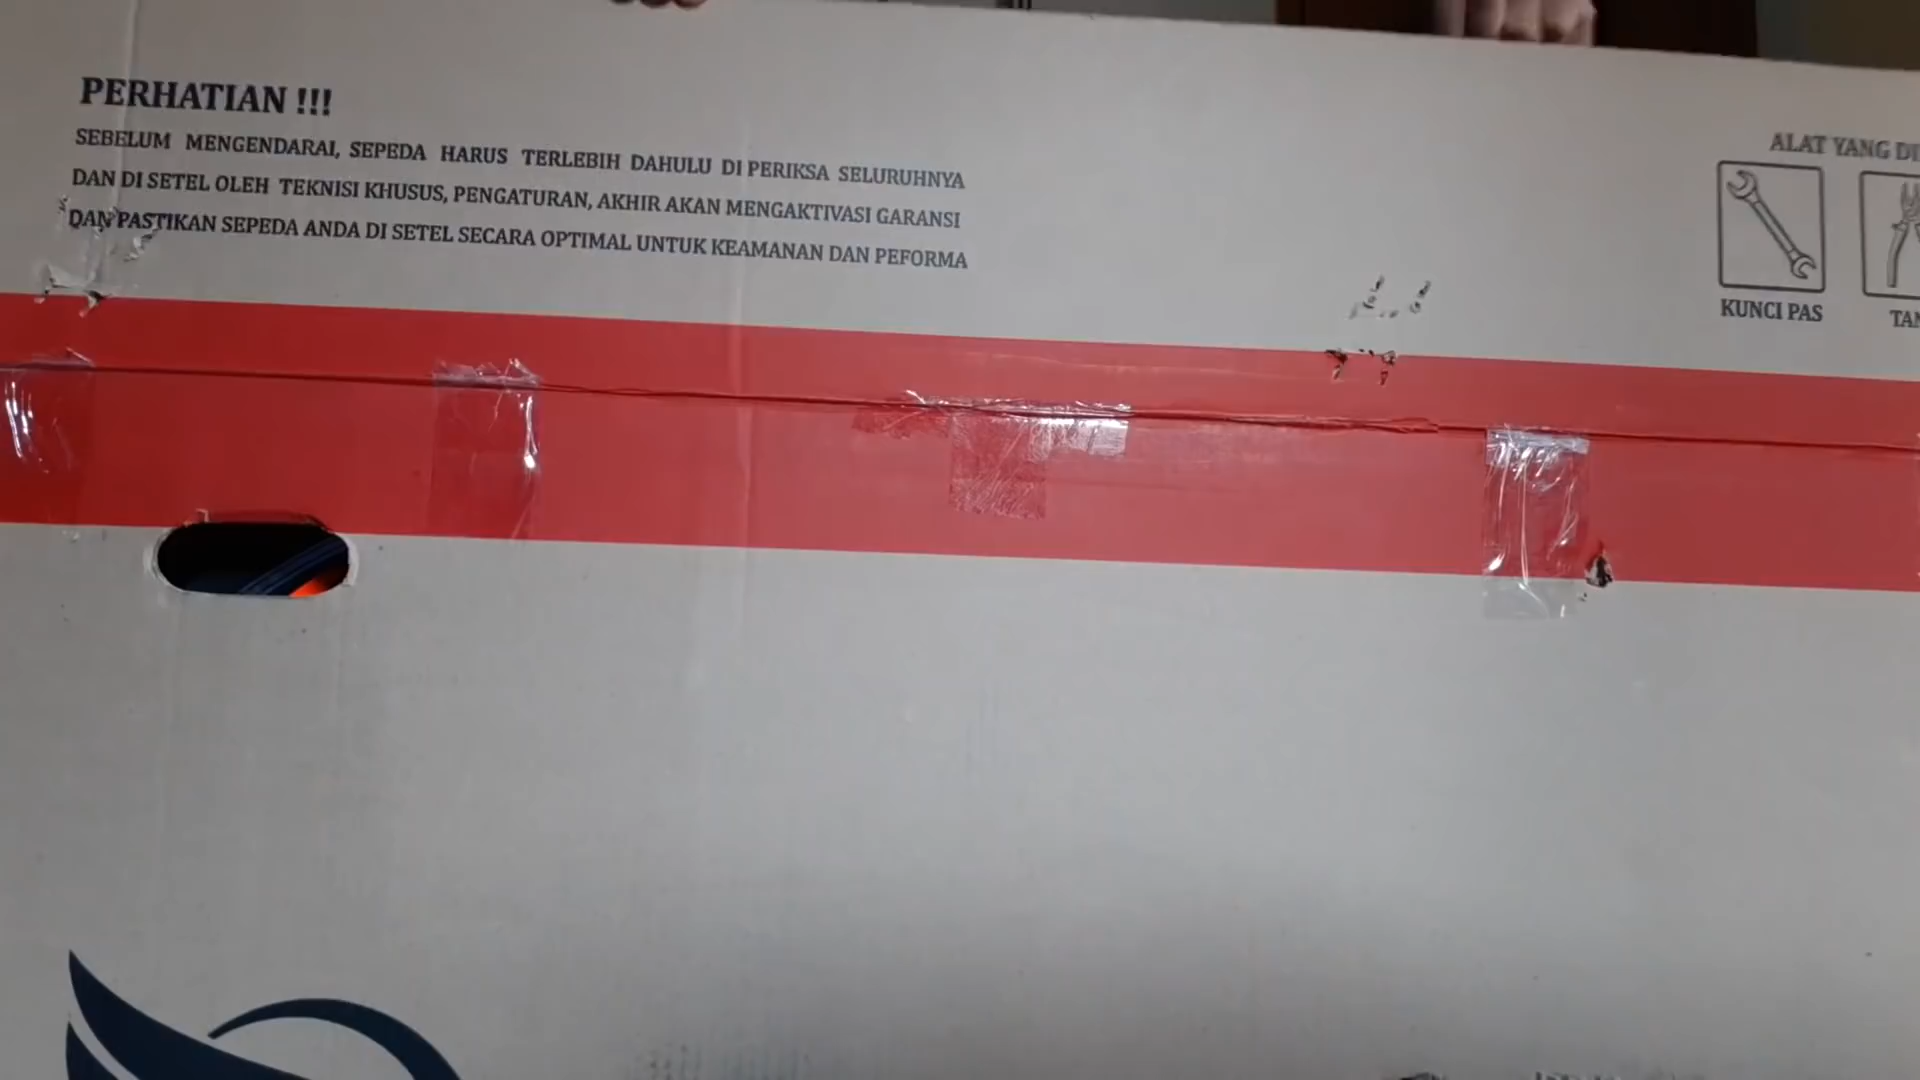 PERHATIAN !!!
SEBELUM MENGENDARAI, SEPEDA HARUS TERLEBIH DAHULU DI PERIKSA SELURUHNYA
DAN DI SETEL OLEH TEKNISI KHUSUS, PENGATURAN, AKHIR AKAN MENGAKTIVASI GARANSI
DAN PASTIKAN SEPEDA ANDA DI SETEL SECARA OPTIMAL UNTUK KEAMANAN DAN PEFORMA
ALAT YANG
KUNCI PAS